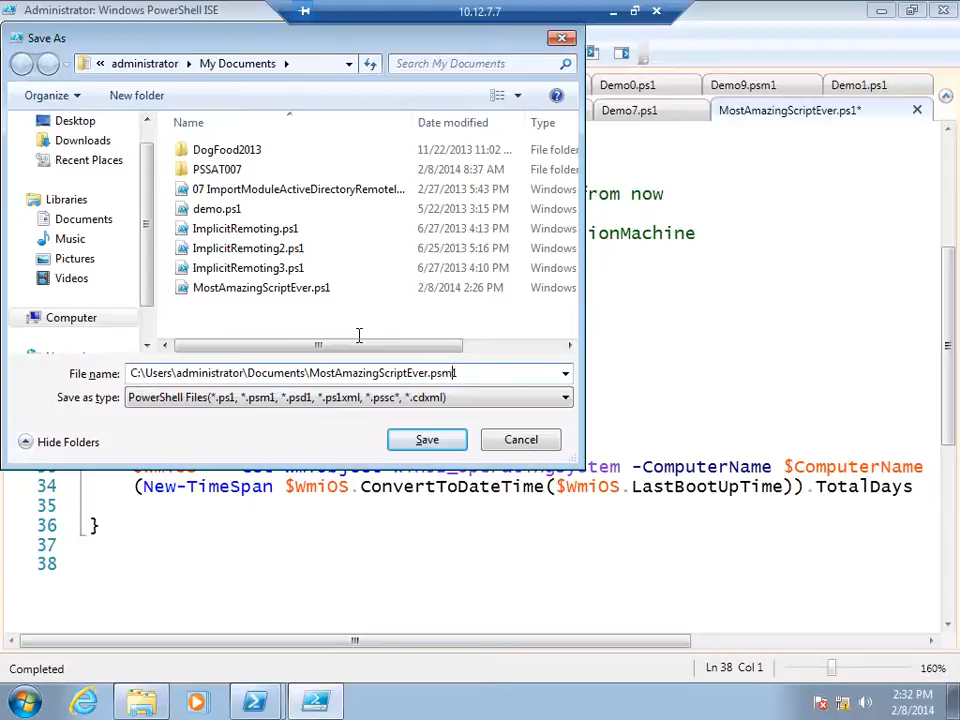 Administrator: Windows PowerShell ISE
10.12.7.7
Save As
« administrator My Documents
Search My Documents
Organize New folder
Name Date modified Type
Desktop
Downloads
Recent Places
Libraries
Documents
Music
Pictures
Videos
Computer
DogFood2013 11/22/2013 11:02 ... File folder
PSSAT007 2/8/2014 8:37 AM File folder
07 ImportModuleActiveDirectoryRemoteI... 2/27/2013 5:43 PM Windows
demo.ps1 5/22/2013 3:15 PM Windows
ImplicitRemoting.ps1 6/27/2013 4:13 PM Windows
ImplicitRemoting2.ps1 6/25/2013 5:16 PM Windows
ImplicitRemoting3.ps1 6/27/2013 4:10 PM Windows
MostAmazingScriptEver.ps1 2/8/2014 2:26 PM Windows
File name: C:\Users\administrator\Documents\MostAmazingScriptEver.psm1
Save as type: PowerShell Files(*.ps1, *.psm1, *.psd1, *.ps1xml, *.pssc*, *.cdxml)
Hide Folders Save Cancel
Demo0.ps1 Demo9.psm1 Demo1.ps1
Demo7.ps1 MostAmazingScriptEver.ps1*
from now
ionMachine
-ComputerName $ComputerName
34 (New-TimeSpan $WmiOS.ConvertToDateTime($WmiOS.LastBootUpTime)).TotalDays
35
36 }
37
38
Completed Ln 38 Col 1 160%
2:32 PM
2/8/2014